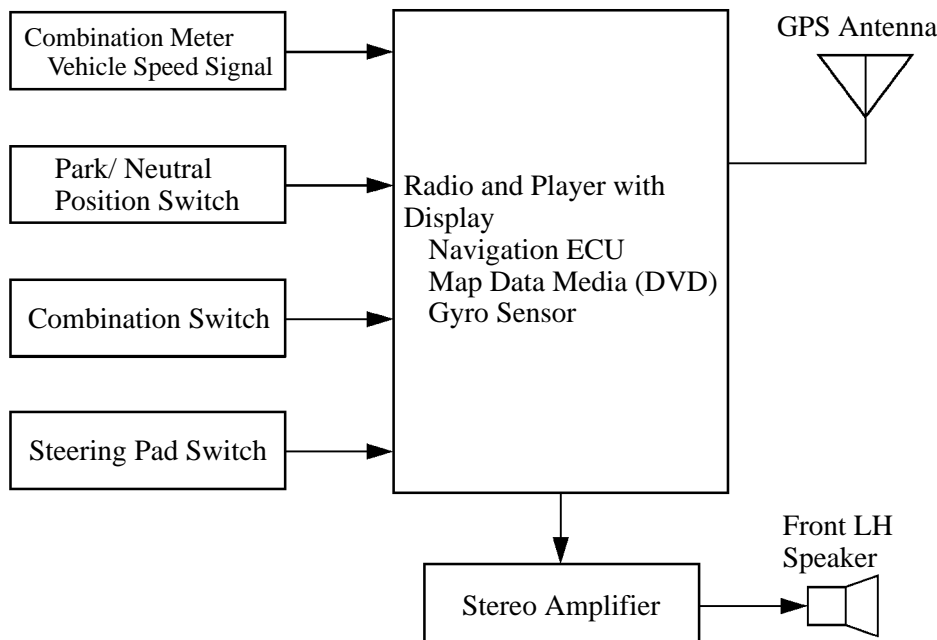 Combination Meter
Vehicle Speed Signal
GPS Antenna
Park/ Neutral
Position Switch
Radio and Player with
Display
Navigation ECU
Map Data Media (DVD)
Gyro Sensor
Combination Switch
Steering Pad Switch
Front LH
Speaker
Stereo Amplifier